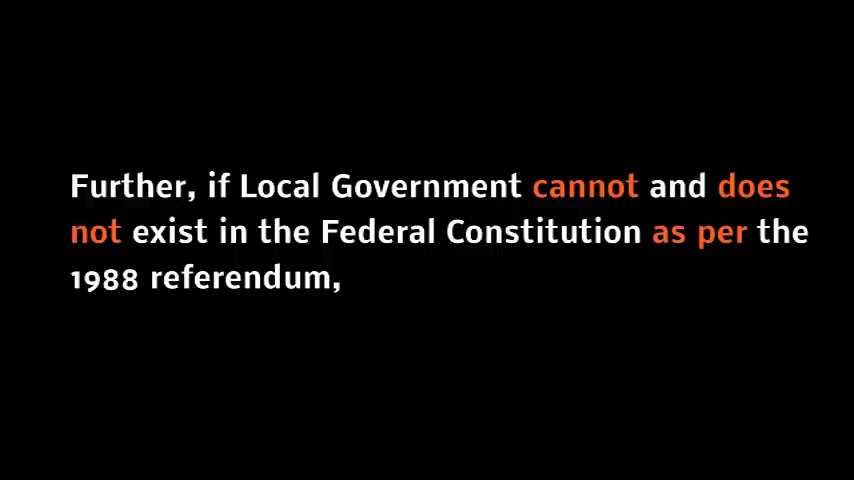 Further, if Local Government cannot and does
not exist in the Federal Constitution as per the
1988 referendum,